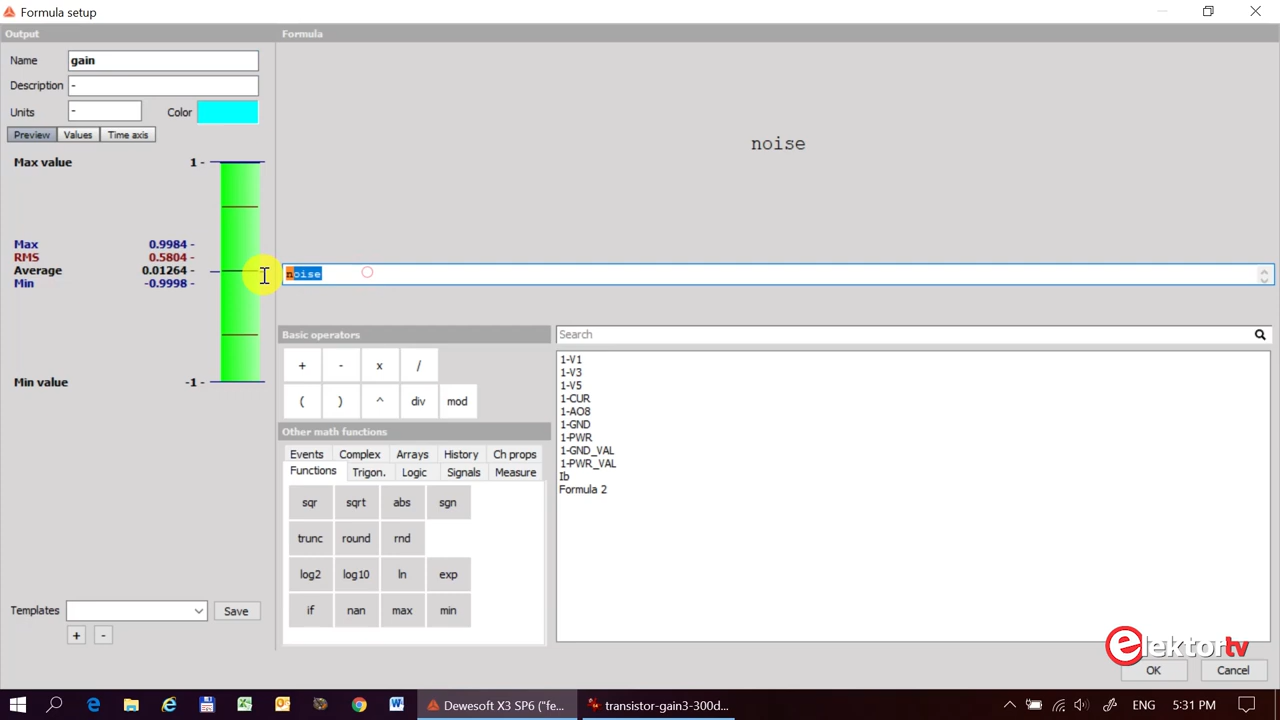 Formula setup
Output
Formula
Name
gain
Description
-
Units
-
Color
Preview
Values
Time axis
Max value
1 -
Max
0.9984 -
RMS
0.5804 -
Average
0.01264 -
Min
-0.9998 -
Min value
-1 -
noise
noise
Basic operators
Search
+
-
x
/
(
)
^
div
mod
Other math functions
Events
Complex
Arrays
History
Ch props
Functions
Trigon.
Logic
Signals
Measure
sqr
sqrt
abs
sgn
trunc
round
rnd
log2
log10
ln
exp
if
nan
max
min
1-V1
1-V3
1-V5
1-CUR
1-AO8
1-GND
1-PWR
1-GND_VAL
1-PWR_VAL
Ib
Formula 2
Templates
Save
+
-
elektortv
OK
Cancel
Dewesoft X3 SP6 ("fe...
transistor-gain3-300d...
ENG
5:31 PM